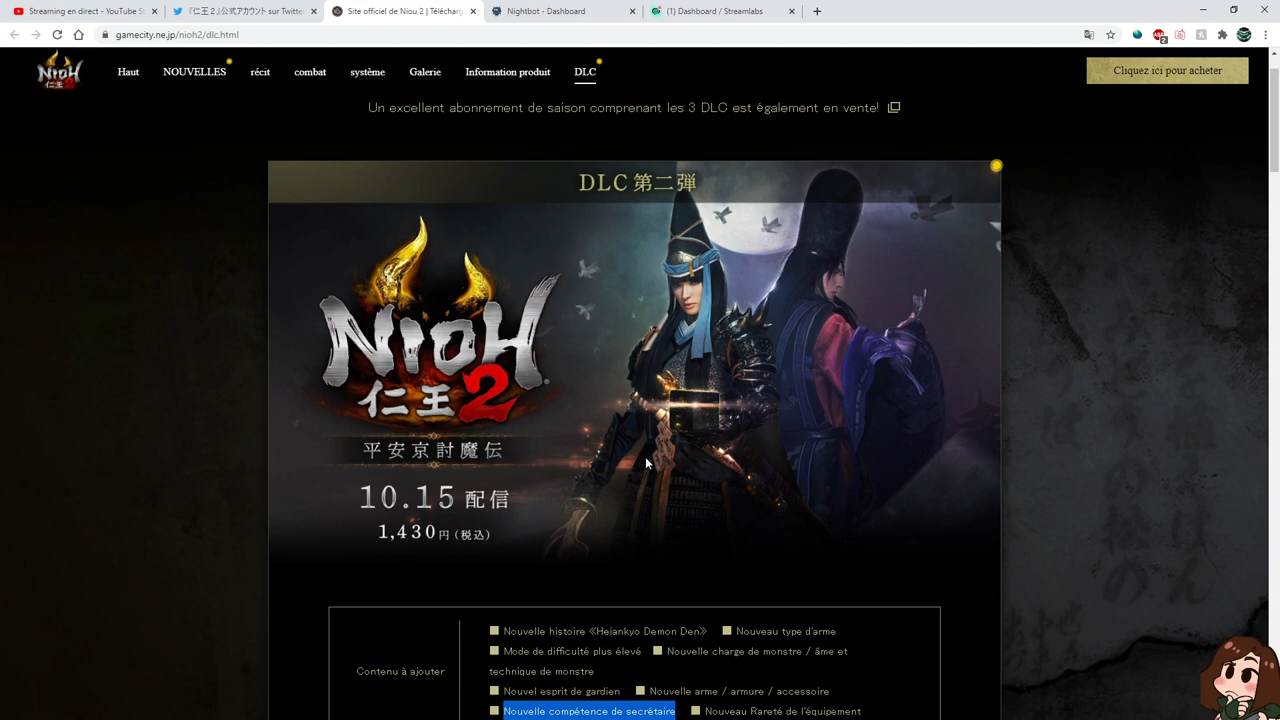 Streaming en direct - YouTube St
『仁王２』公式アカウント sur Twitter
Site officiel de Niou 2 | Télécharg
Nightbot - Dashboard
(1) Dashboard / Streamlabs
gamecity.ne.jp/nioh2/dlc.html
NIOH
仁王2
Haut
NOUVELLES
récit
combat
système
Galerie
Information produit
DLC
Cliquez ici pour acheter
Un excellent abonnement de saison comprenant les 3 DLC est également en vente!
DLC 第二弾
NIOH
仁王2
平安京討魔伝
10.15 配信
1,430円(税込)
Contenu à ajouter
Nouvelle histoire《Heiankyo Demon Den》 Nouveau type d'arme
Mode de difficulté plus élevé Nouvelle charge de monstre / âme et
technique de monstre
Nouvel esprit de gardien Nouvelle arme / armure / accessoire
Nouvelle compétence de secrétaire Nouveau Rareté de l'équipement